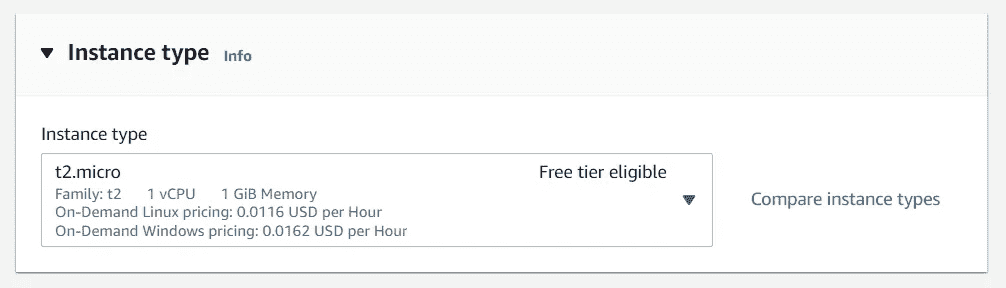 Instance type Info
Instance type
t2.micro Free tier eligible
Family: t2 1 vCPU 1 GiB Memory
On-Demand Linux pricing: 0.0116 USD per Hour
On-Demand Windows pricing: 0.0162 USD per Hour
Compare instance types